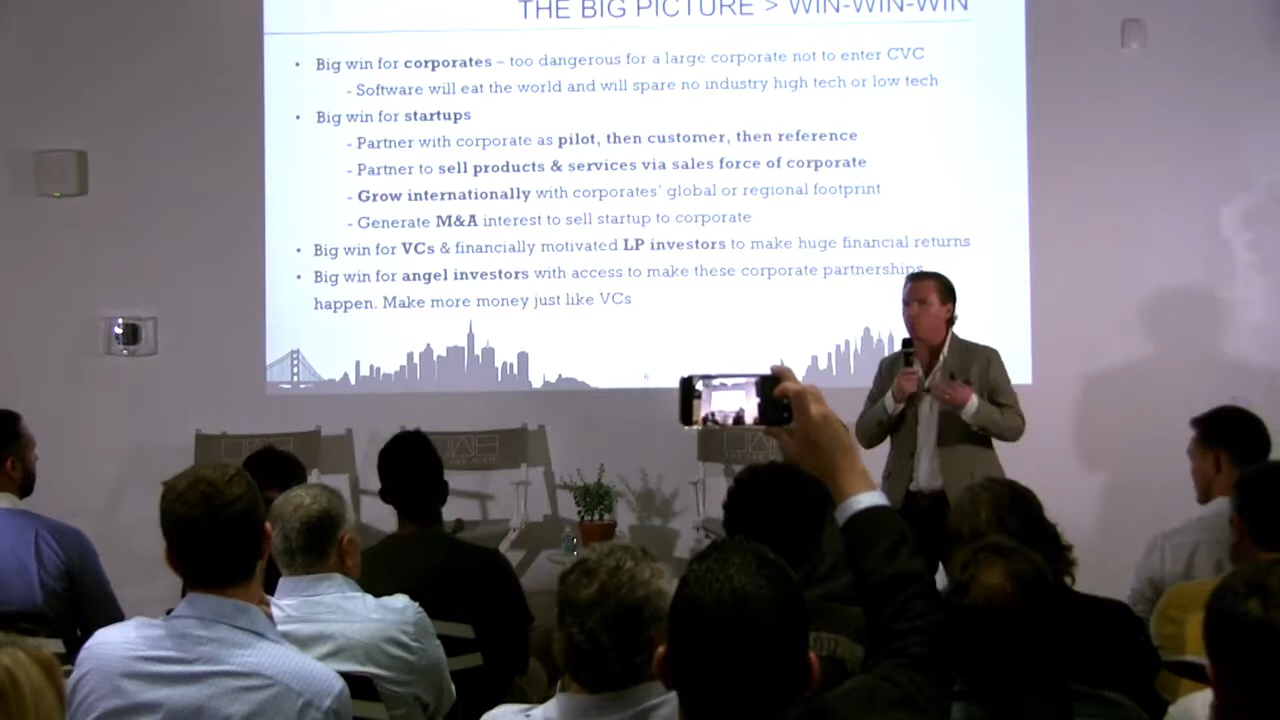 THE BIG PICTURE > WIN-WIN-WIN
• Big win for corporates – too dangerous for a large corporate not to enter CVC
- Software will eat the world and will spare no industry high tech or low tech
• Big win for startups
- Partner with corporate as pilot, then customer, then reference
- Partner to sell products & services via sales force of corporate
- Grow internationally with corporates' global or regional footprint
- Generate M&A interest to sell startup to corporate
• Big win for VCs & financially motivated LP investors to make huge financial returns
• Big win for angel investors with access to make these corporate partnerships
happen. Make more money just like VCs